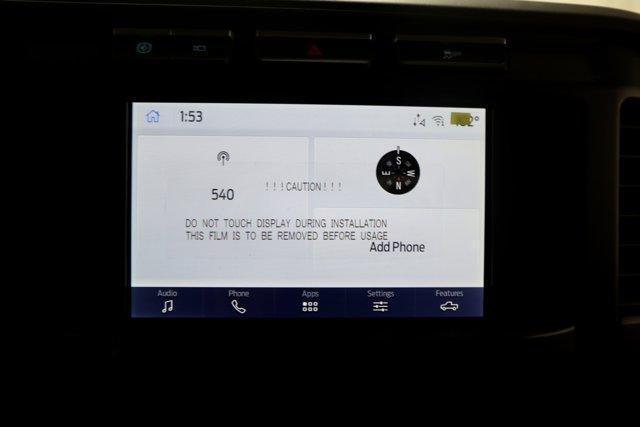 1:53
540
!!!CAUTION!!!
S
E W
N
DO NOT TOUCH DISPLAY DURING INSTALLATION
THIS FILM IS TO BE REMOVED BEFORE USAGE
Add Phone
Audio Phone Apps Settings Features